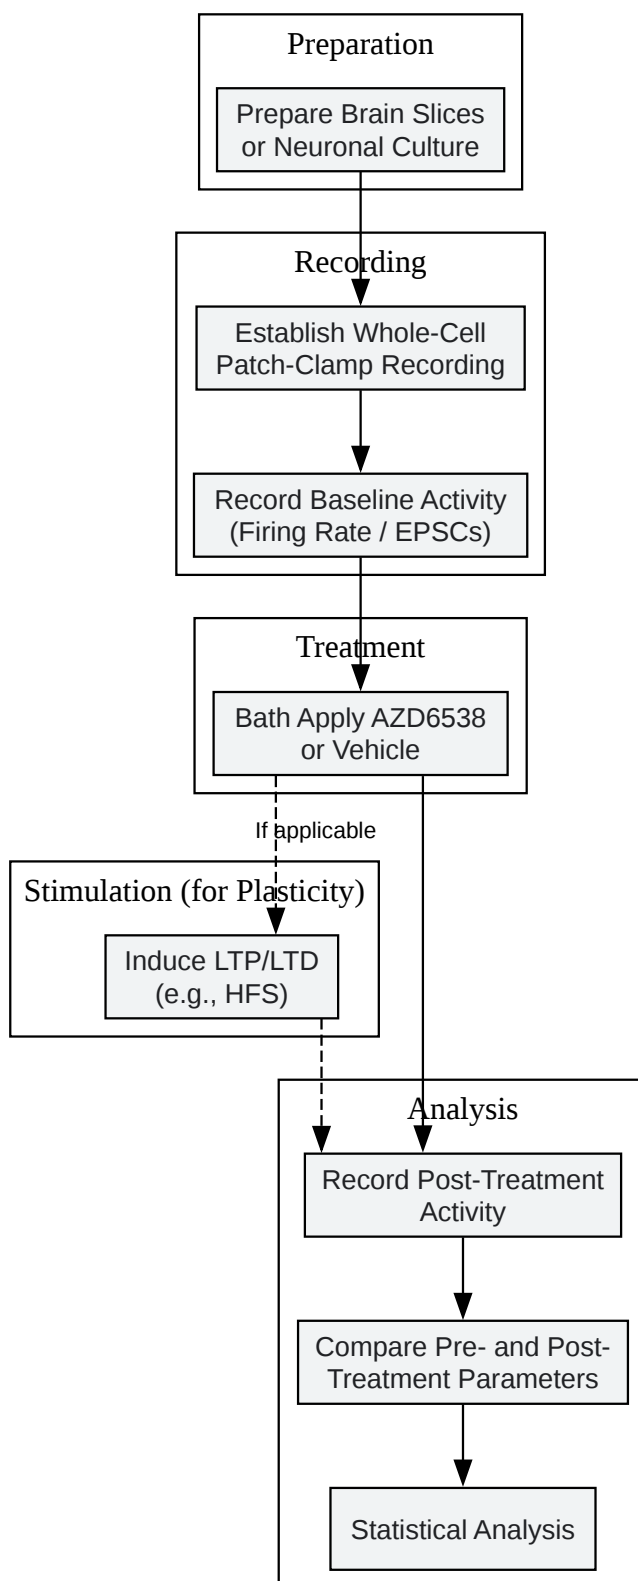 Preparation
Prepare Brain Slices
or Neuronal Culture
Recording
Establish Whole-Cell
Patch-Clamp Recording
Record Baseline Activity
(Firing Rate / EPSCs)
Treatment
Bath Apply AZD6538
or Vehicle
If applicable
Stimulation (for Plasticity)
Induce LTP/LTD
(e.g., HFS)
Analysis
Record Post-Treatment
Activity
Compare Pre- and Post-
Treatment Parameters
Statistical Analysis